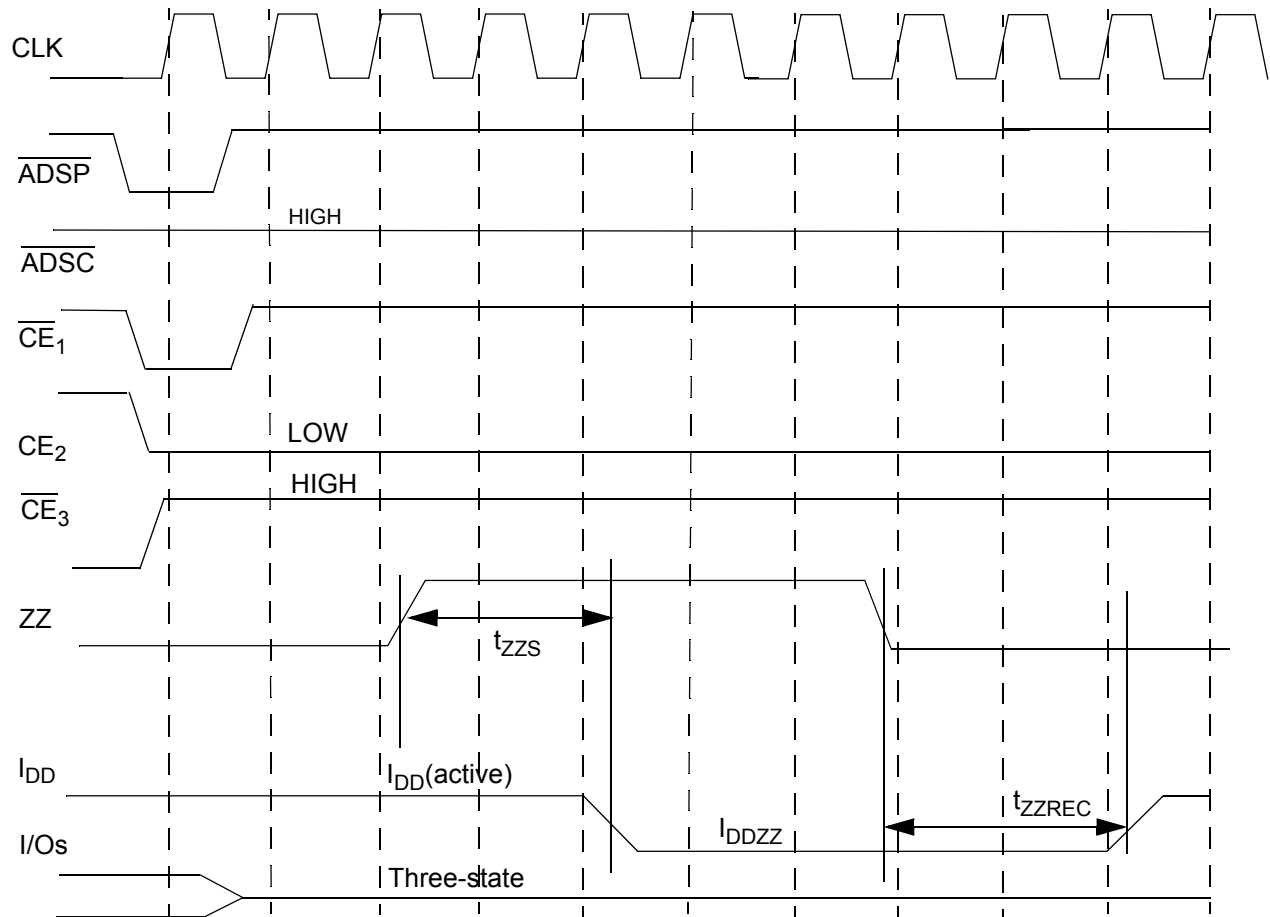 CLK
ADSP
HIGH
ADSC
CE1
LOW
CE2
HIGH
CE3
ZZ
tZZS
IDD
IDD(active)
tZZREC
IDDZZ
I/Os
Three-state